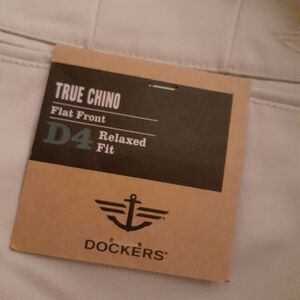 TRUE CHINO
Flat Front
D4 Relaxed
Fit
DOCKERS